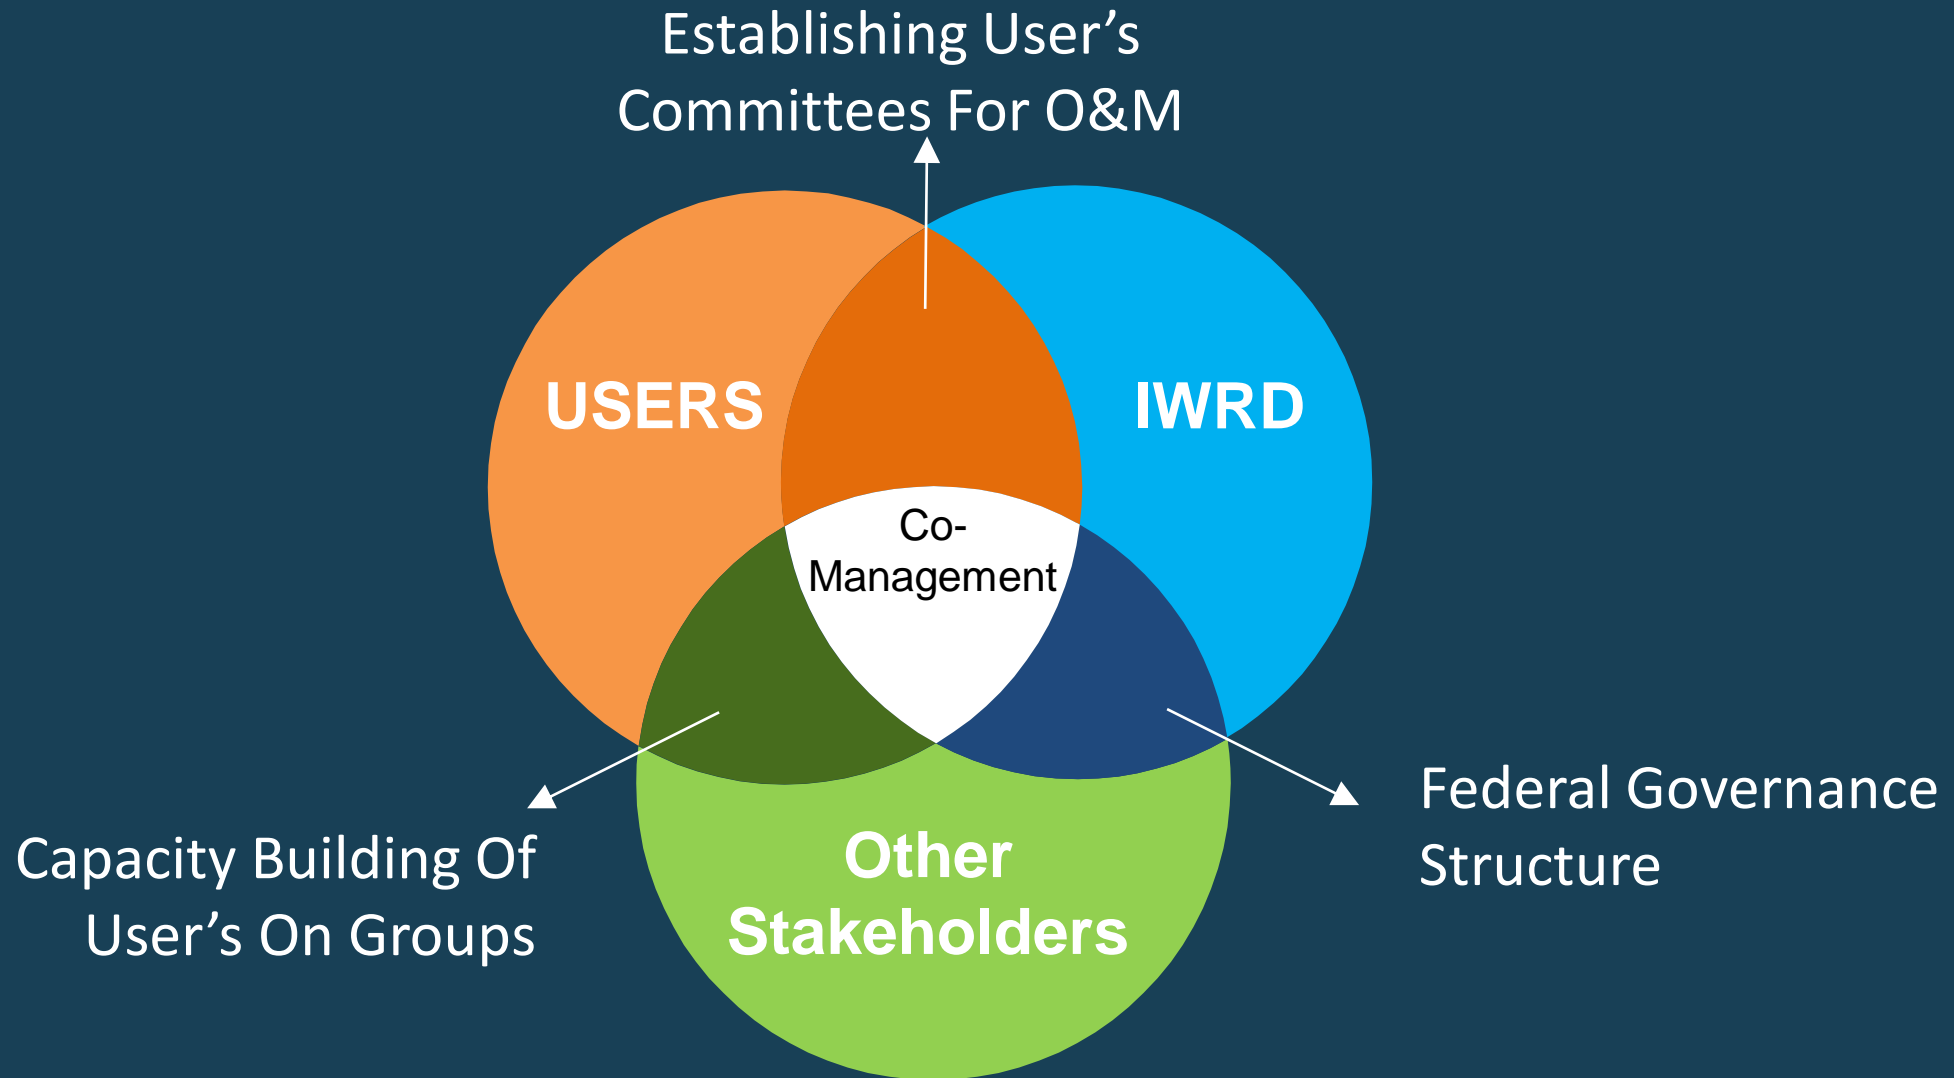 Establishing User’s
Committees For O&M
USERS
IWRD
Co-
Management
Federal Governance
Structure
Capacity Building Of
User’s On Groups
Other
Stakeholders